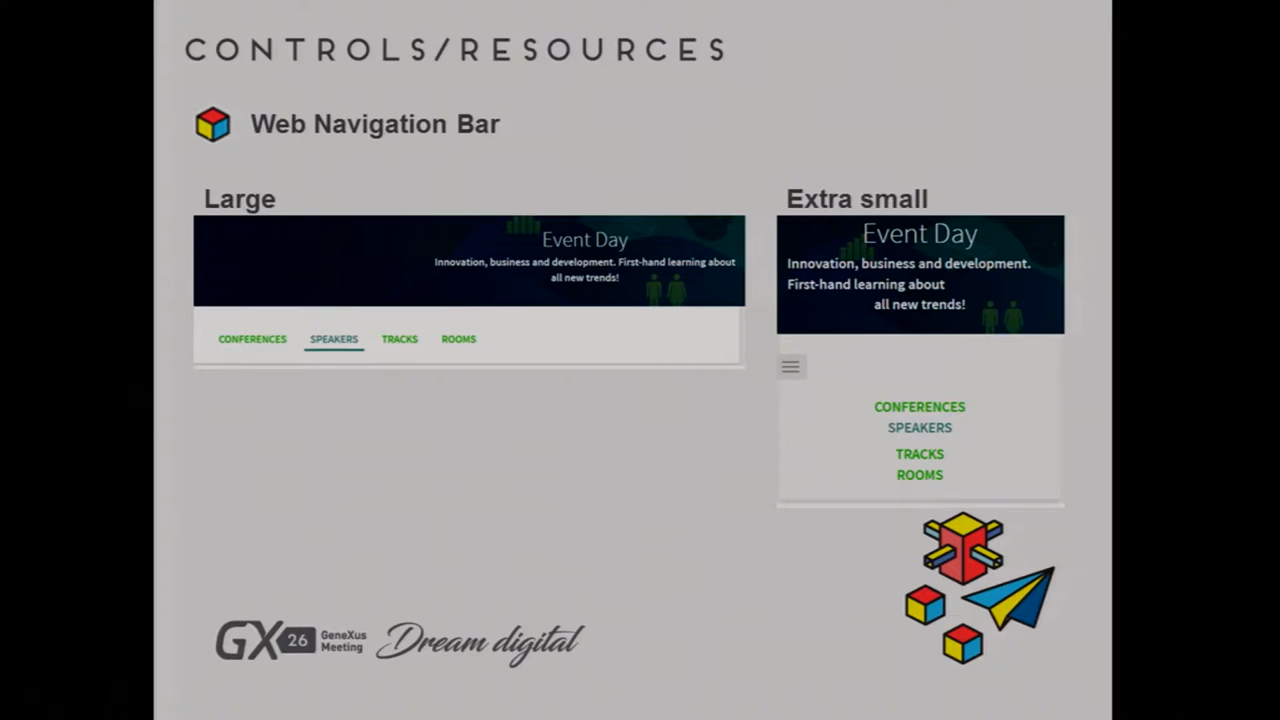 CONTROLS/RESOURCES
Web Navigation Bar
Large
Event Day
Innovation, business and development. First-hand learning about
all new trends!
CONFERENCES SPEAKERS TRACKS ROOMS
Extra small
Event Day
Innovation, business and development.
First-hand learning about
all new trends!
CONFERENCES
SPEAKERS
TRACKS
ROOMS
GX 26 GeneXus
Meeting
Dream digital